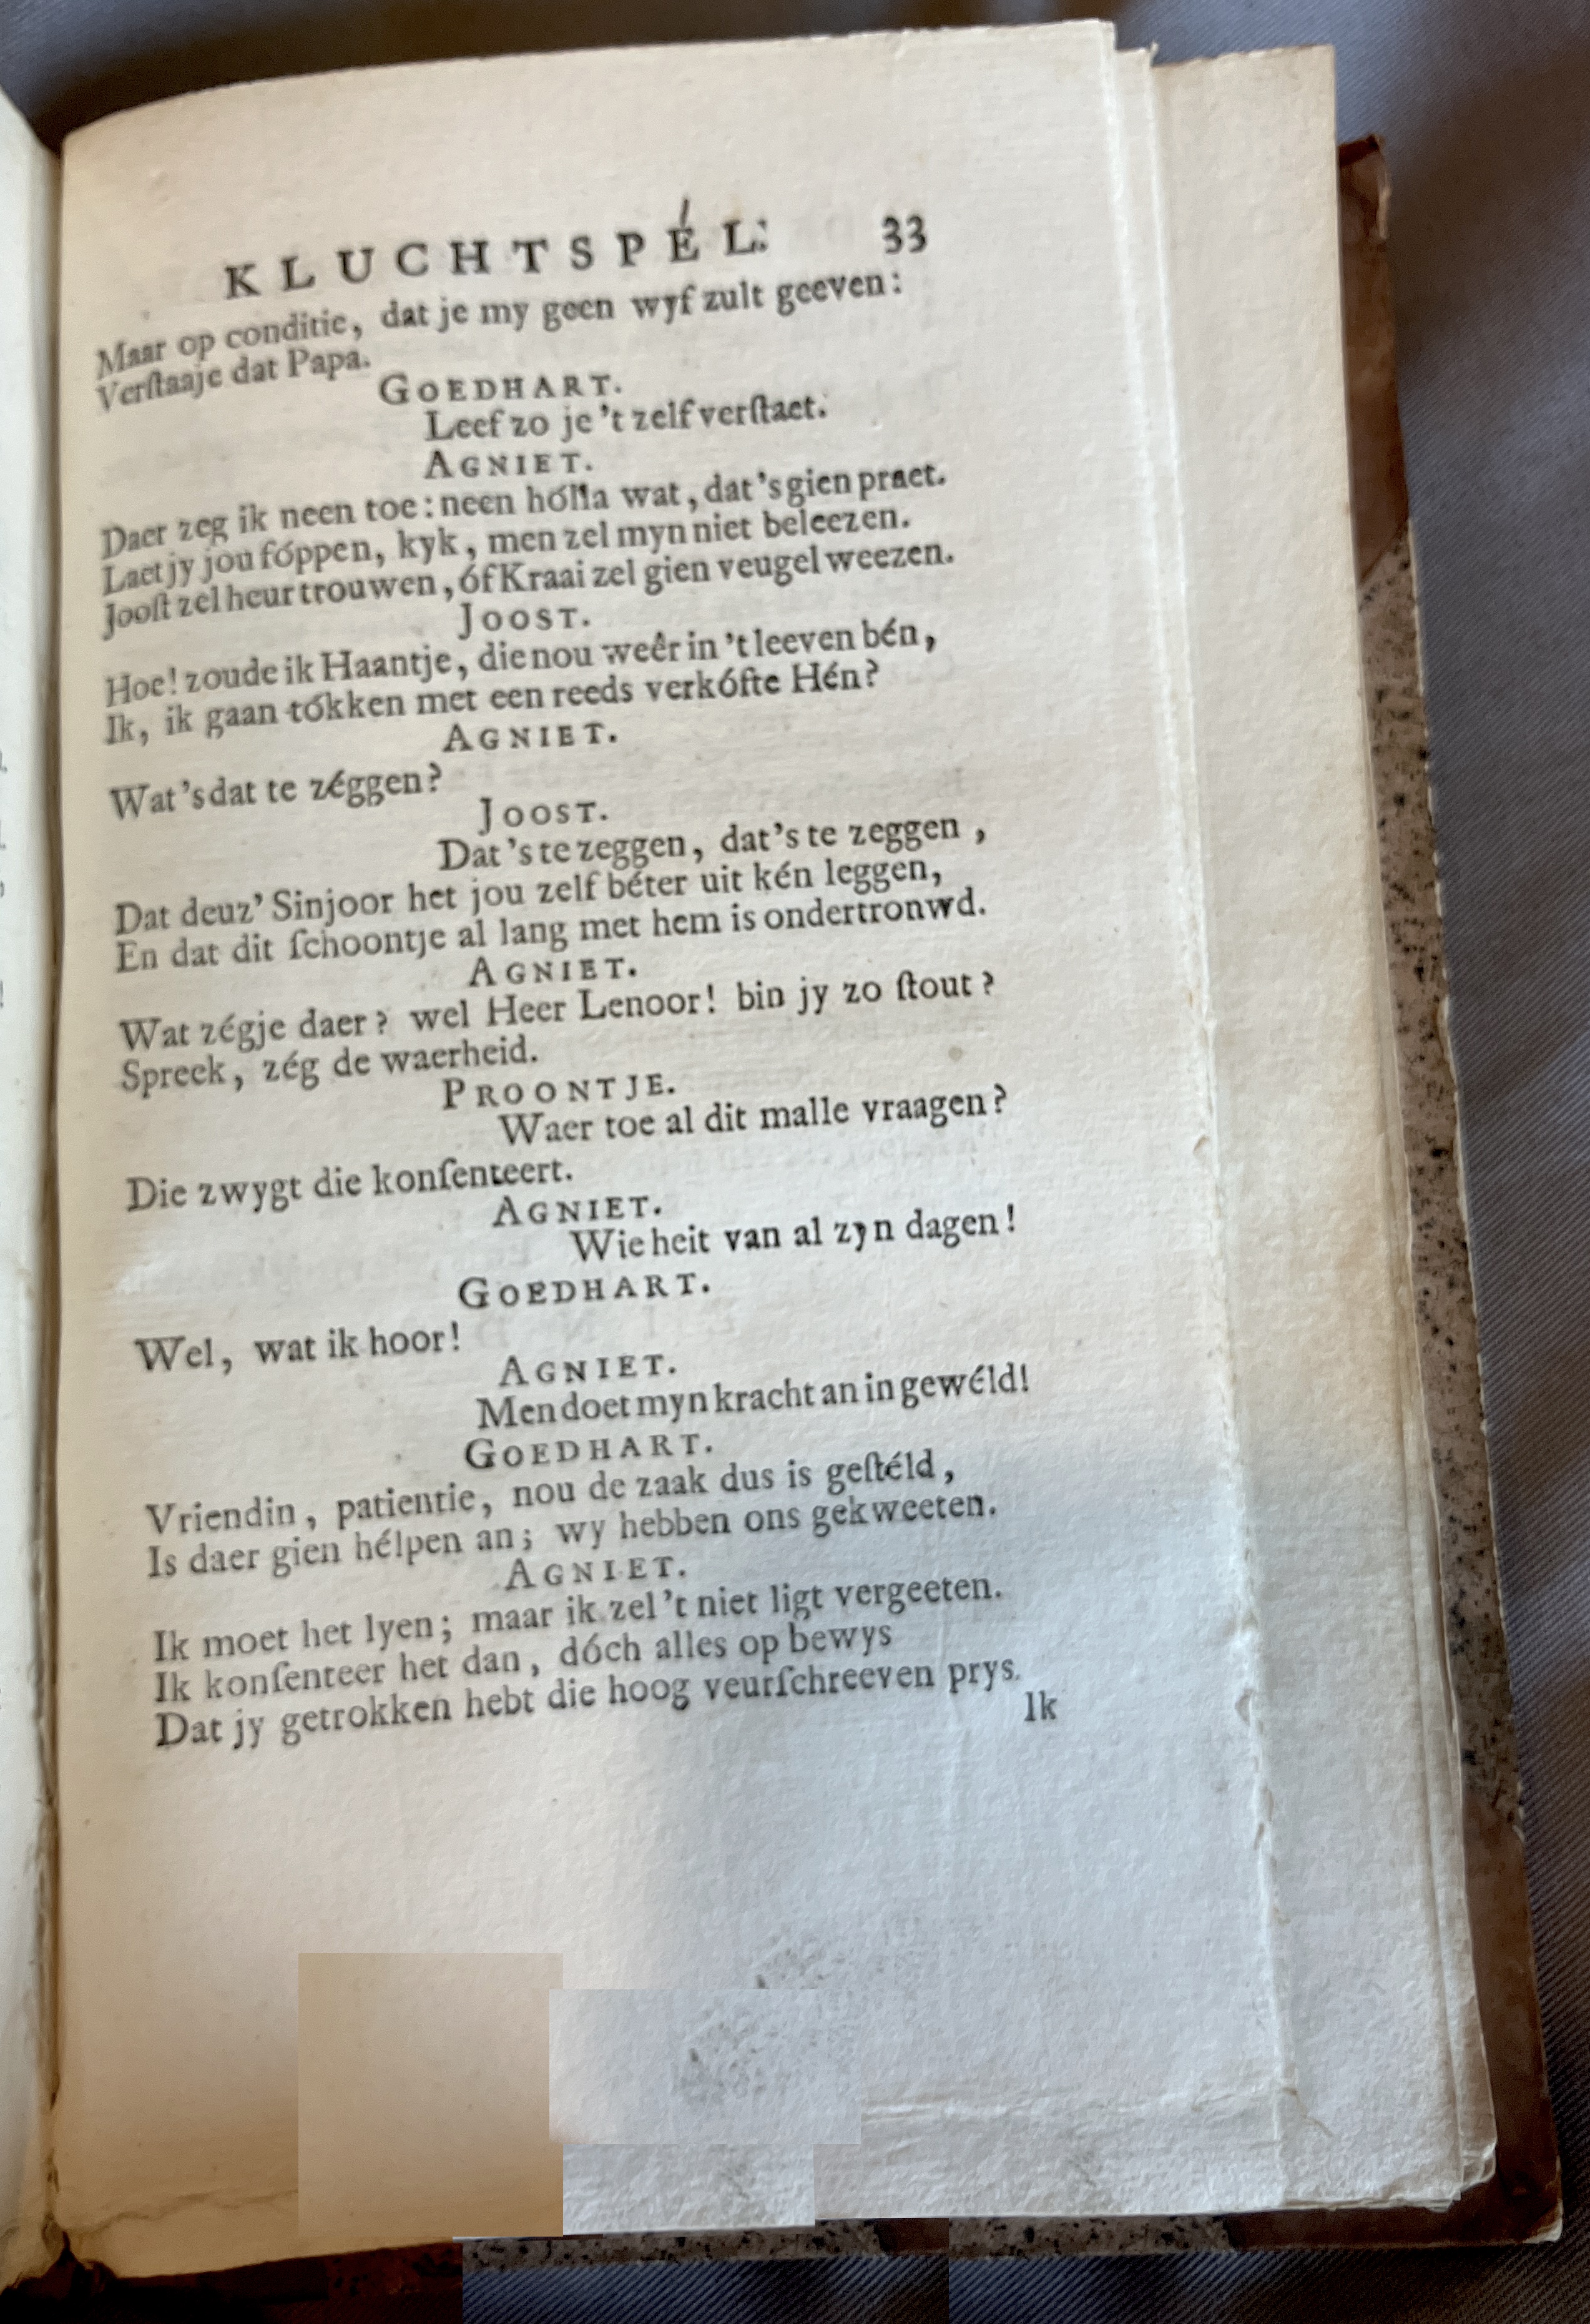 KLUCHTSPÉL. 33
Maar op conditie, dat je my geen wyf zult geeven:
Verſtaaje dat Papa.
GOEDHART.
Leef zo je 't zelf verſtaet.
AGNIET.
Daer zeg ik neen toe: neen hólla wat, dat 's gien praet.
Laet jy jou fóppen, kyk, men zel myn niet beleezen.
Jooſt zel heur trouwen, óf Kraai zel gien veugel weezen.
JOOST.
Hoe! zoude ik Haantje, die nou weêr in 't leeven bén,
Ik, ik gaan tókken met een reeds verkófte Hén?
AGNIET.
Wat 's dat te zéggen?
JOOST.
Dat 's te zeggen, dat 's te zeggen,
Dat deuz' Sinjoor het jou zelf béter uit kén leggen,
En dat dit ſchoontje al lang met hem is ondertronwd.
AGNIET.
Wat zégje daer? wel Heer Lenoor! bin jy zo ſtout?
Spreek, zég de waerheid.
PROONTJE.
Waer toe al dit malle vraagen?
Die zwygt die konſenteert.
AGNIET.
Wie heit van al zyn dagen!
GOEDHART.
Wel, wat ik hoor!
AGNIET.
Men doet myn kracht an in gewéld!
GOEDHART.
Vriendin, patientie, nou de zaak dus is geſtéld,
Is daer gien hélpen an; wy hebben ons gekweeten.
AGNIET.
Ik moet het lyen; maar ik zel 't niet ligt vergeeten.
Ik konſenteer het dan, dóch alles op bewys
Dat jy getrokken hebt die hoog veurſchreeven prys.
Ik